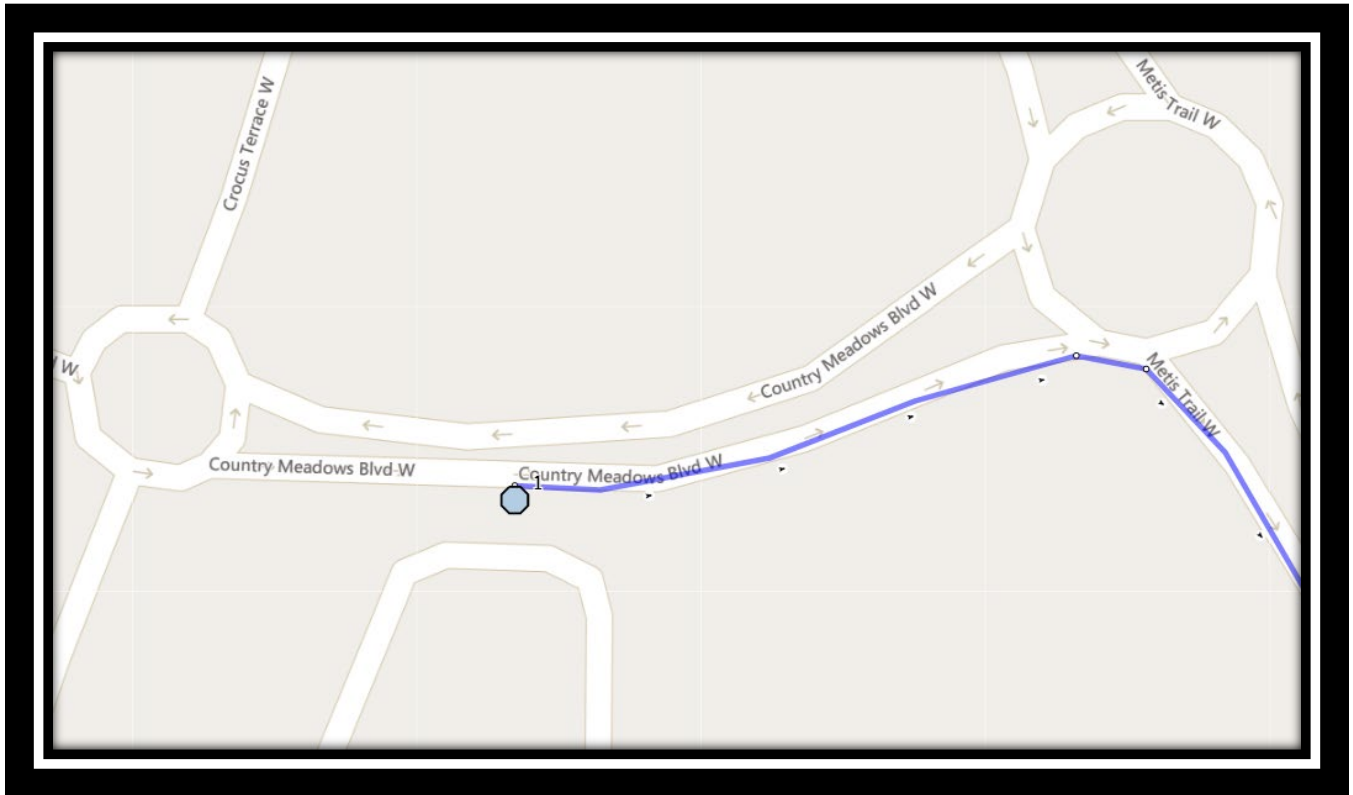 Crocus Terrace W
Metis Trail W
l W
Country Meadows Blvd W
Country Meadows Blvd W
Country Meadows Blvd W
1
Metis Trail W